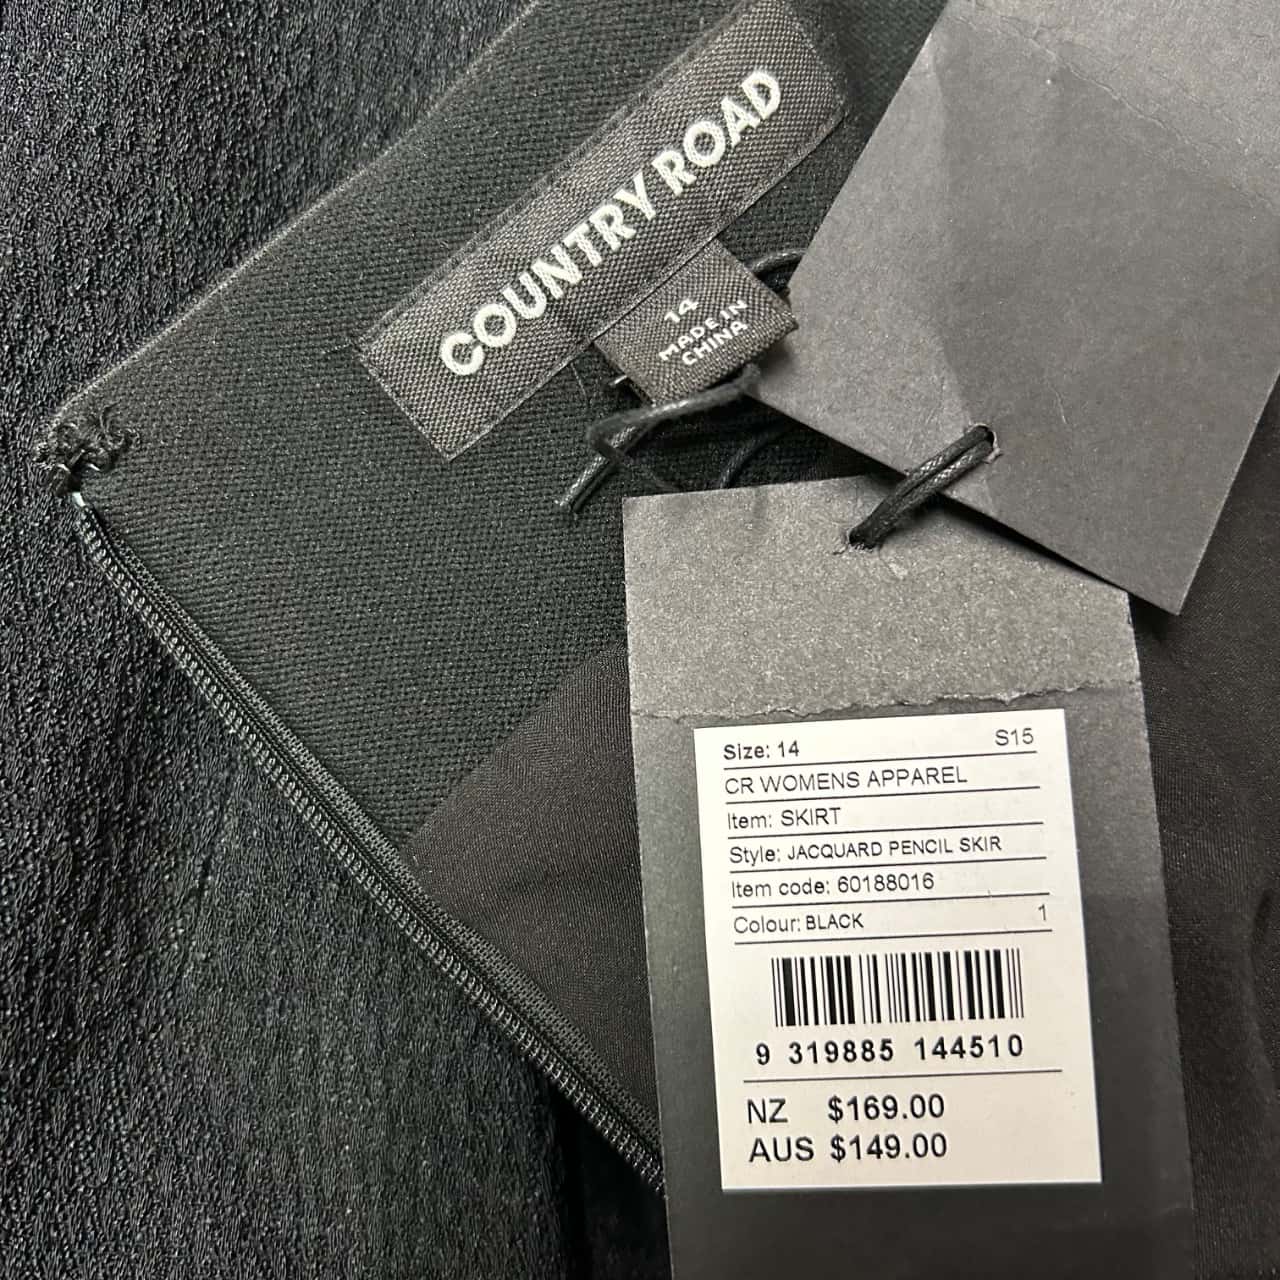 COUNTRY ROAD
14
MADE IN
CHINA
Size: 14 S15
CR WOMENS APPAREL
Item: SKIRT
Style: JACQUARD PENCIL SKIR
Item code: 60188016
Colour: BLACK 1
9 319885 144510
NZ $169.00
AUS $149.00